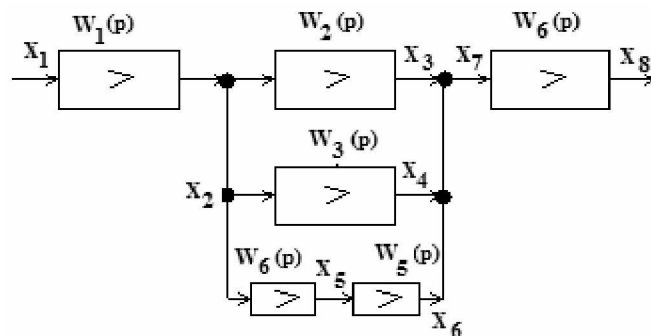 W₁(p) W₂(p) W₆(p)
X₁ > > X₃ X₇ > X₈
W₃(p)
X₂ > X₄
W₆(p) X₅ W₅(p)
> > X₆